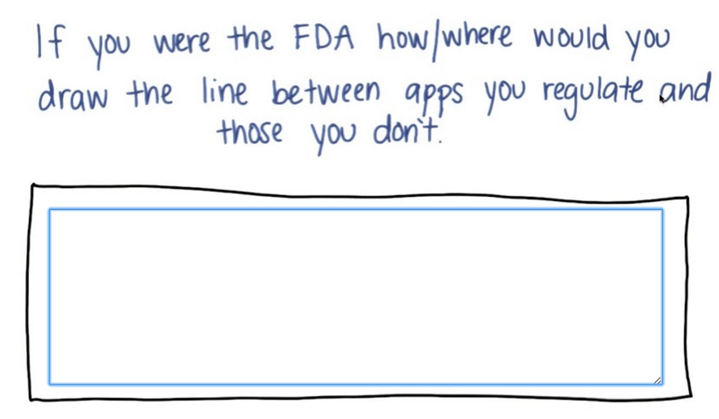 If you were the FDA how/where would you
draw the line between apps you regulate and
those you don't.